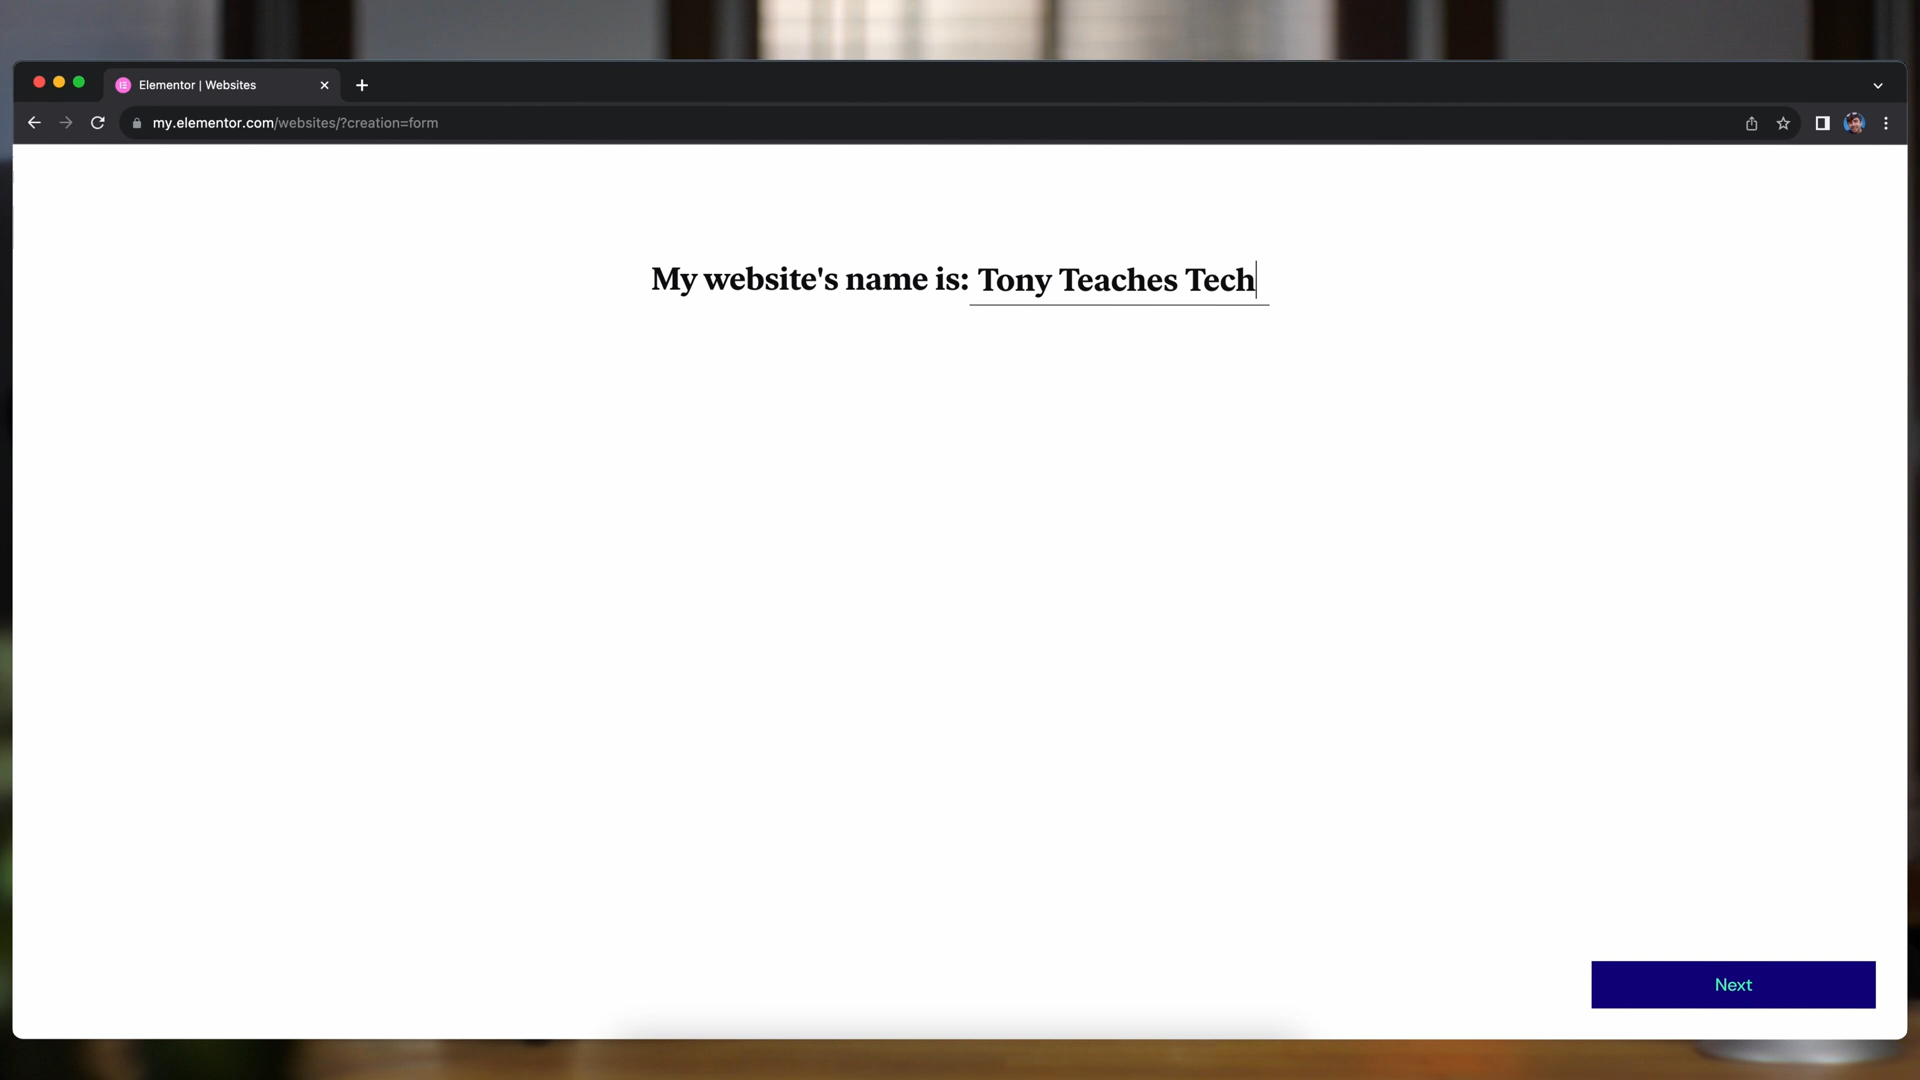 Elementor | Websites
my.elementor.com/websites/?creation=form
My website's name is: Tony Teaches Tech
Next